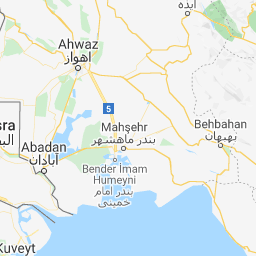 ایذه
Ahwaz
اهواز
5
sra
الب
Mahşehr
بندر ماهشهر
Behbahan
بهبهان
Abadan
آبادان
Bender İmam
Humeyni
بندر امام
خمینی
Kuveyt